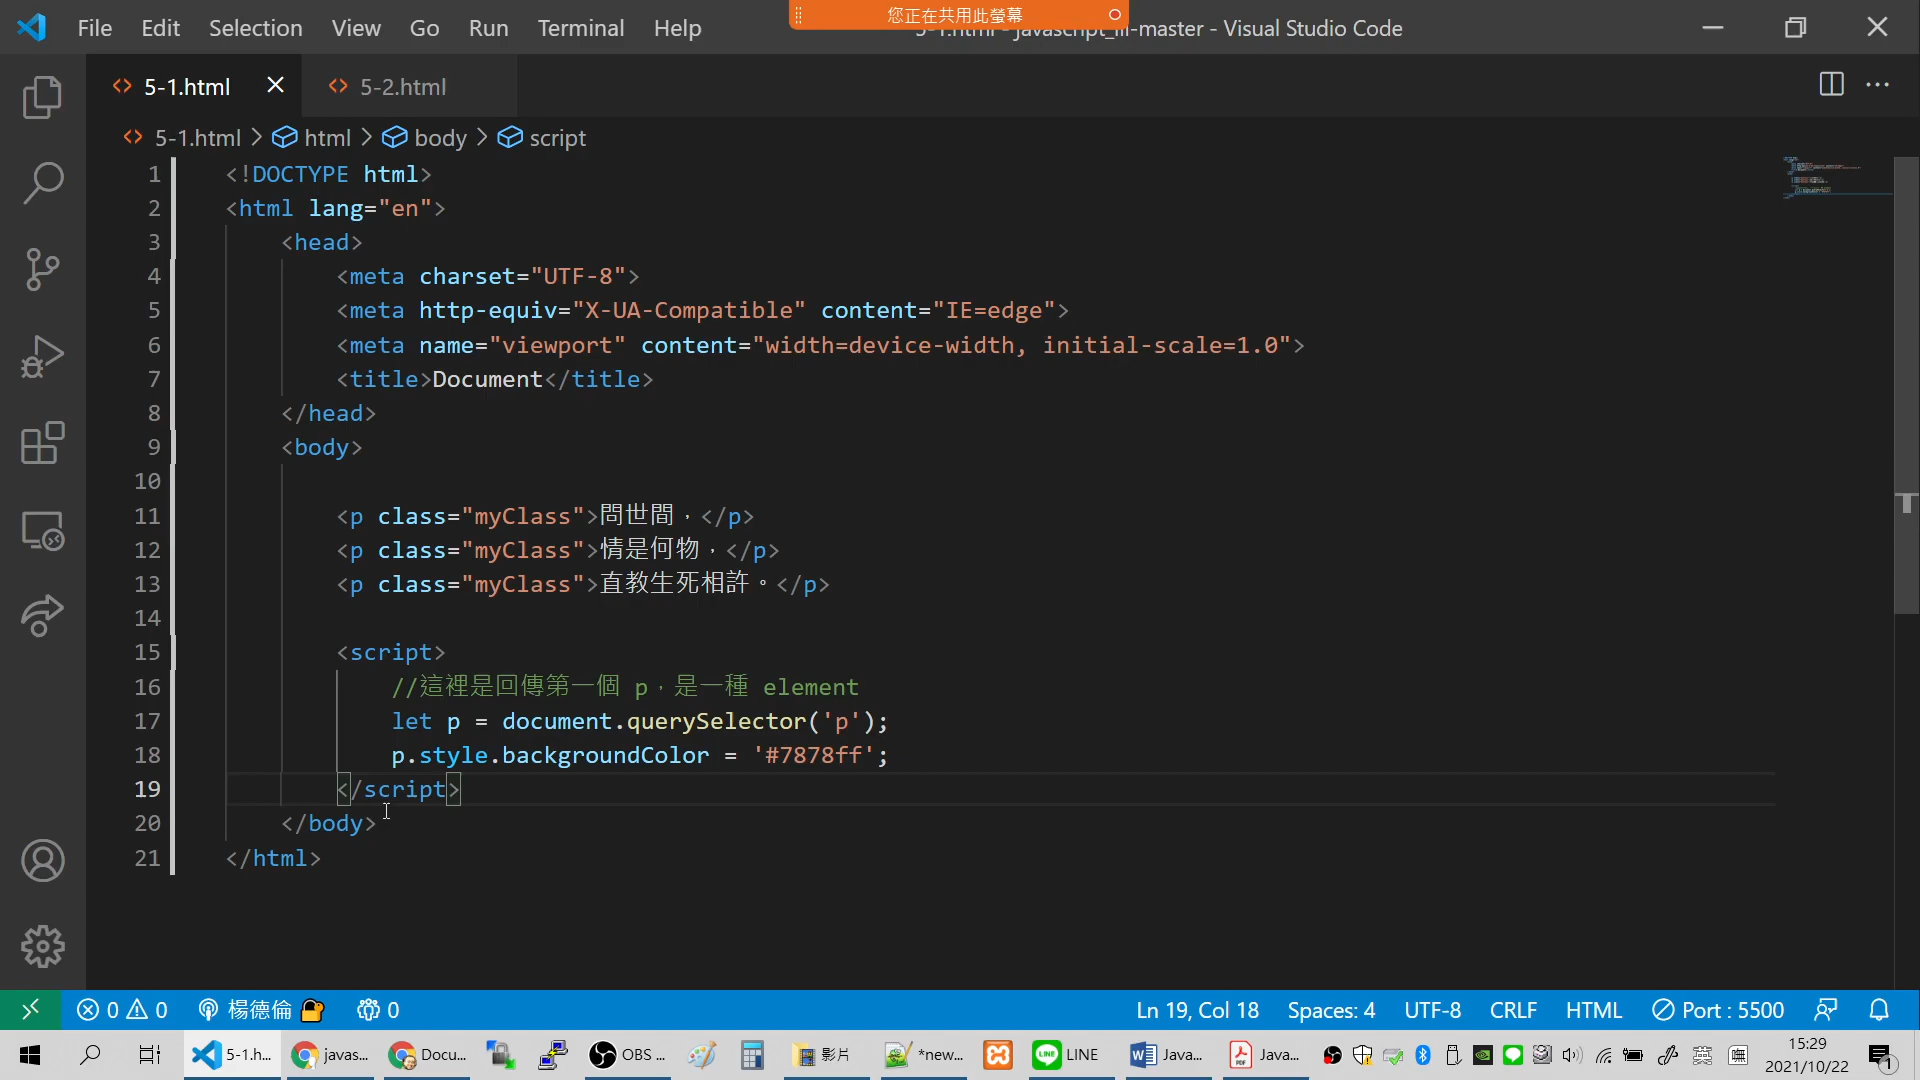 File Edit Selection View Go Run Terminal Help
您正在共用此螢幕
5-1.html - javascript_iii-master - Visual Studio Code
5-1.html
5-2.html
5-1.html > html > body > script
1 <!DOCTYPE html>
2 <html lang="en">
3 <head>
4 <meta charset="UTF-8">
5 <meta http-equiv="X-UA-Compatible" content="IE=edge">
6 <meta name="viewport" content="width=device-width, initial-scale=1.0">
7 <title>Document</title>
8 </head>
9 <body>
10
11 <p class="myClass">問世間，</p>
12 <p class="myClass">情是何物，</p>
13 <p class="myClass">直教生死相許。</p>
14
15 <script>
16 //這裡是回傳第一個 p，是一種 element
17 let p = document.querySelector('p');
18 p.style.backgroundColor = '#7878ff';
19 </script>
20 </body>
21 </html>
0 0 楊德倫 0
Ln 19, Col 18 Spaces: 4 UTF-8 CRLF HTML Port : 5500
5-1.h... javas... Docu... OBS ... 影片 *new... LINE Java... Java... 英
15:29
2021/10/22
1